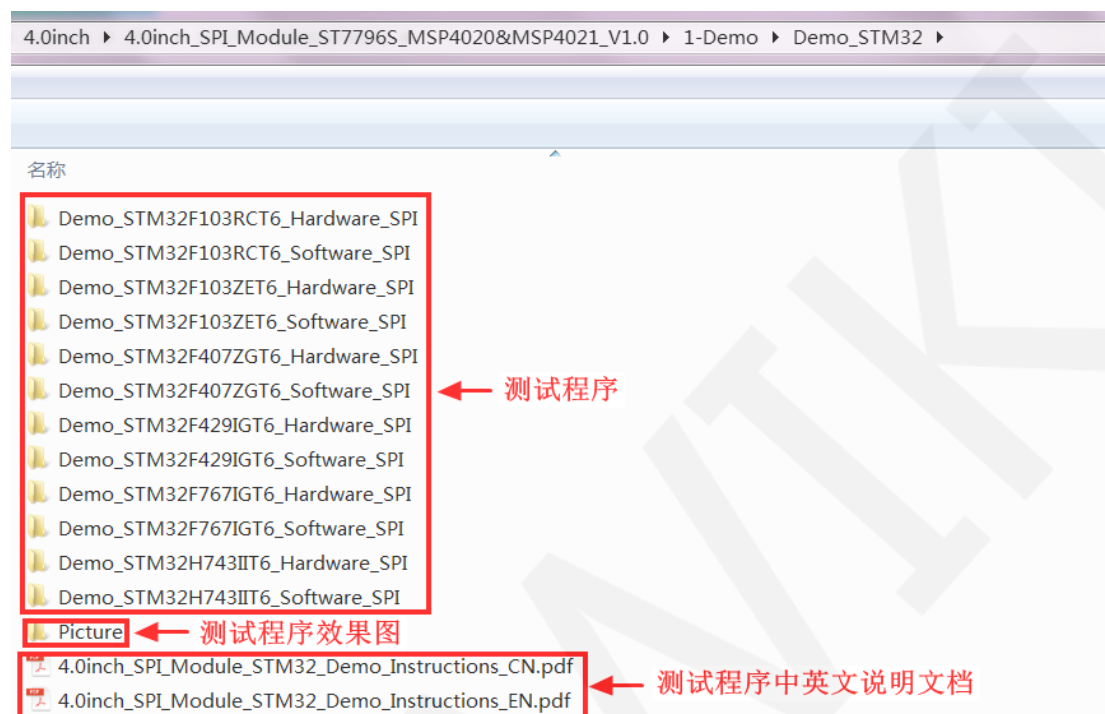 4.0inch ▶ 4.0inch_SPI_Module_ST7796S_MSP4020&MSP4021_V1.0 ▶ 1-Demo ▶ Demo_STM32 ▶
名称
Demo_STM32F103RCT6_Hardware_SPI
Demo_STM32F103RCT6_Software_SPI
Demo_STM32F103ZET6_Hardware_SPI
Demo_STM32F103ZET6_Software_SPI
Demo_STM32F407ZGT6_Hardware_SPI
Demo_STM32F407ZGT6_Software_SPI 测试程序
Demo_STM32F429IGT6_Hardware_SPI
Demo_STM32F429IGT6_Software_SPI
Demo_STM32F767IGT6_Hardware_SPI
Demo_STM32F767IGT6_Software_SPI
Demo_STM32H743IIT6_Hardware_SPI
Demo_STM32H743IIT6_Software_SPI
Picture 测试程序效果图
4.0inch_SPI_Module_STM32_Demo_Instructions_CN.pdf 测试程序中英文说明文档
4.0inch_SPI_Module_STM32_Demo_Instructions_EN.pdf